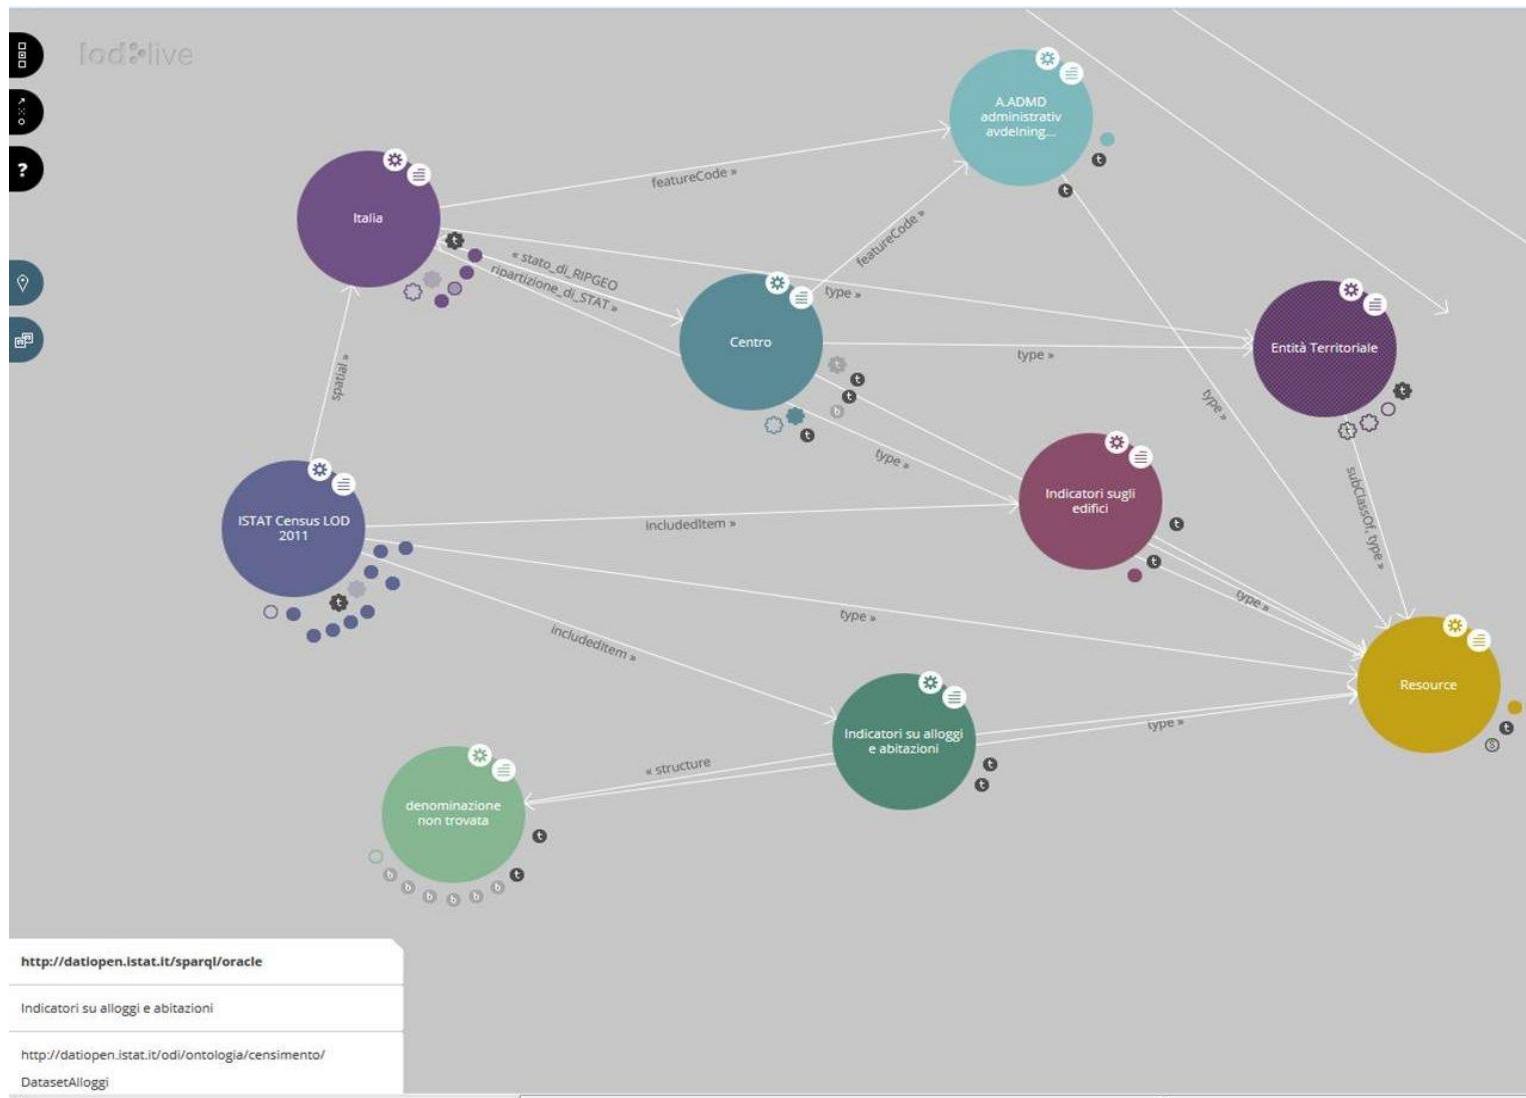 lodlive
?
A.ADMD
administrativ
avdelning...
Italia
featureCode »
featureCode »
« stato_di_RIPGEO
ripartizione_di_STAT »
type »
Centro
type »
Entità Territoriale
spatial »
type »
type »
subClassOf, type »
ISTAT Census LOD
2011
includedItem »
Indicatori sugli
edifici
type »
type »
includedItem »
Resource
Indicatori su alloggi
e abitazioni
type »
« structure
denominazione
non trovata
http://datiopen.istat.it/sparql/oracle
Indicatori su alloggi e abitazioni
http://datiopen.istat.it/odi/ontologia/censimento/
DatasetAlloggi